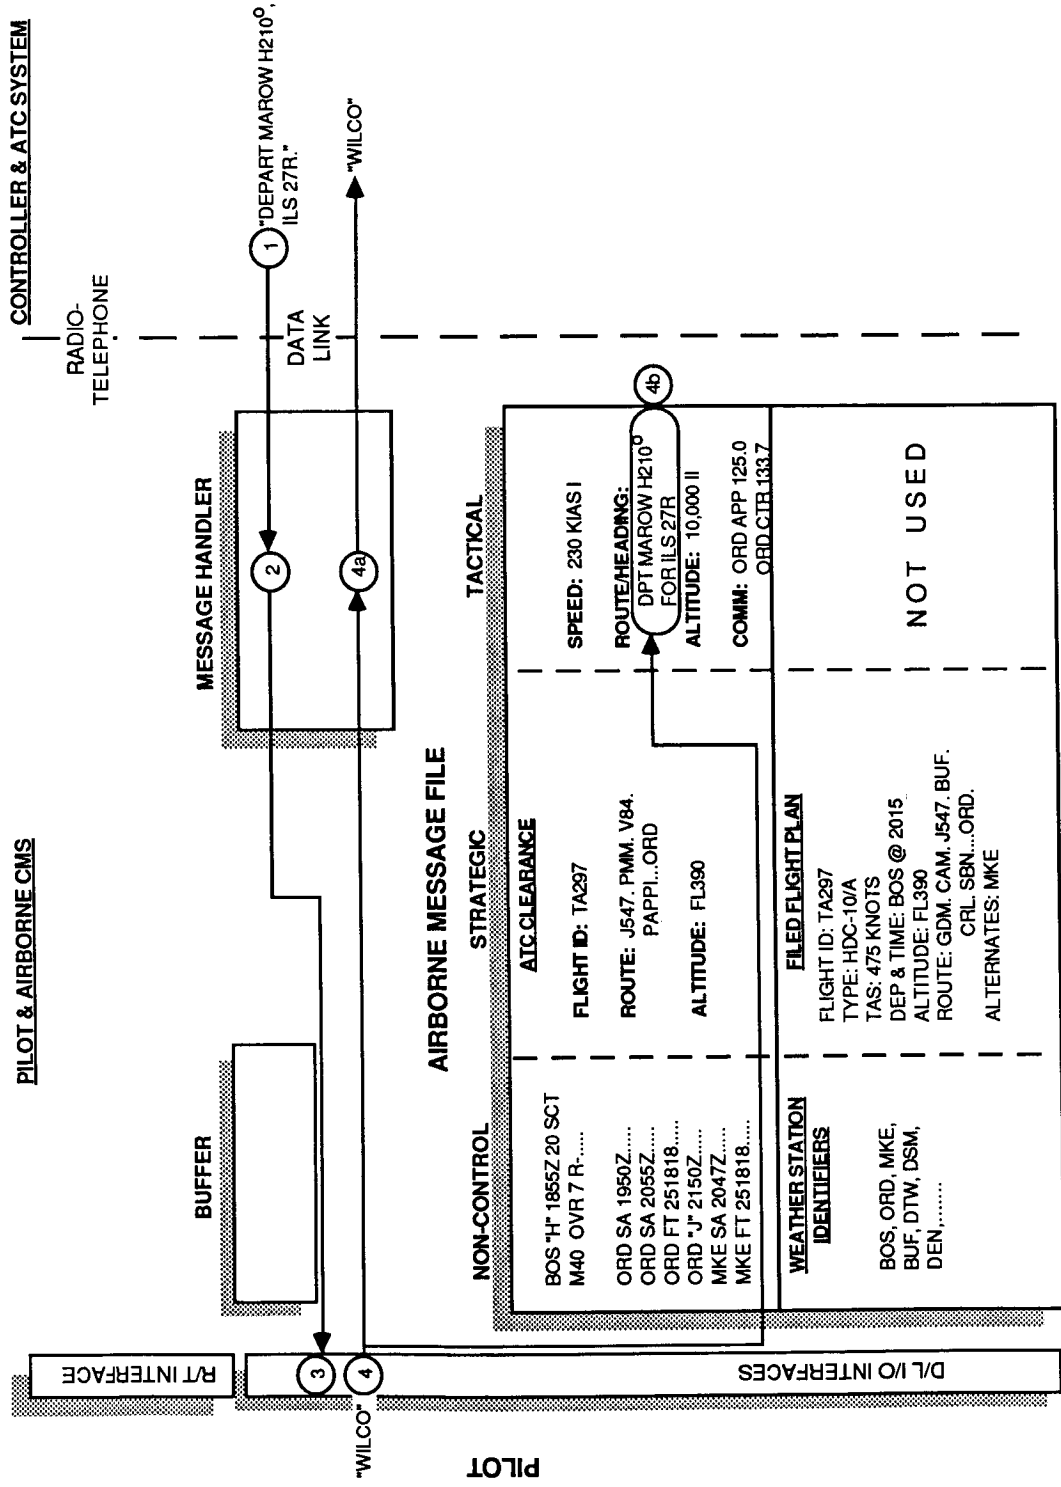 CONTROLLER & ATC SYSTEM
PILOT & AIRBORNE CMS
RADIO-
TELEPHONE
"DEPART MAROW H210°,
ILS 27R."
"WILCO"
DATA
LINK
1
MESSAGE HANDLER
2
4a
BUFFER
R/T INTERFACE
D/L I/O INTERFACES
3
4
"WILCO"
PILOT
AIRBORNE MESSAGE FILE
NON-CONTROL
STRATEGIC
TACTICAL
BOS "H" 1855Z 20 SCT
M40 OVR 7 R-.....
ORD SA 1950Z.....
ORD SA 2055Z.....
ORD FT 251818.....
ORD "J" 2150Z.....
MKE SA 2047Z.....
MKE FT 251818.....
ATC CLEARANCE
FLIGHT ID: TA297
ROUTE: J547. PMM. V84.
PAPPI...ORD
ALTITUDE: FL390
SPEED: 230 KIAS I
ROUTE/HEADING:
DPT MAROW H210°
FOR ILS 27R
4b
ALTITUDE: 10,000 II
COMM: ORD APP 125.0
ORD CTR 133.7
WEATHER STATION
IDENTIFIERS
BOS, ORD, MKE,
BUF, DTW, DSM,
DEN,.......
FILED FLIGHT PLAN
FLIGHT ID: TA297
TYPE: HDC-10/A
TAS: 475 KNOTS
DEP & TIME: BOS @ 2015
ALTITUDE: FL390
ROUTE: GDM. CAM. J547. BUF.
CRL. SBN....ORD.
ALTERNATES: MKE
NOT USED